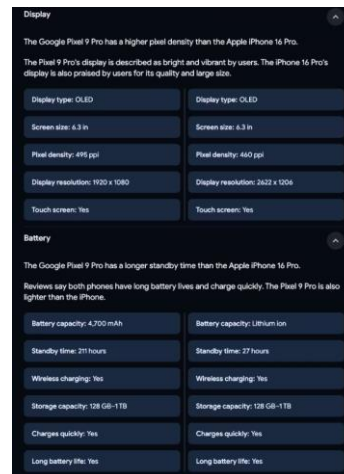 Display
The Google Pixel 9 Pro has a higher pixel density than the Apple iPhone 16 Pro.
The Pixel 9 Pro's display is described as bright and vibrant by users. The iPhone 16 Pro's
display is also praised by users for its quality and large size.
Display type: OLED
Display type: OLED
Screen size: 6.3 in
Screen size: 6.3 in
Pixel density: 495 ppi
Pixel density: 460 ppi
Display resolution: 1920 x 1080
Display resolution: 2622 x 1206
Touch screen: Yes
Touch screen: Yes
Battery
The Google Pixel 9 Pro has a longer standby time than the Apple iPhone 16 Pro.
Reviews say both phones have long battery lives and charge quickly. The Pixel 9 Pro is also
lighter than the iPhone.
Battery capacity: 4,700 mAh
Battery capacity: Lithium ion
Standby time: 211 hours
Standby time: 27 hours
Wireless charging: Yes
Wireless charging: Yes
Storage capacity: 128 GB–1 TB
Storage capacity: 128 GB–1 TB
Charges quickly: Yes
Charges quickly: Yes
Long battery life: Yes
Long battery life: Yes